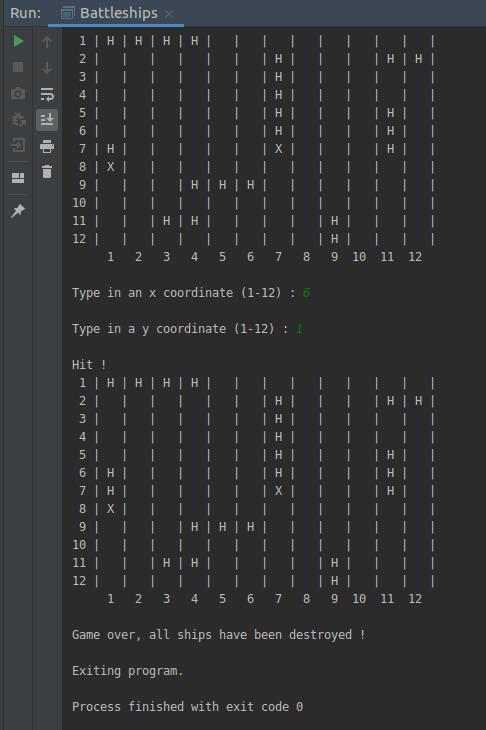 Run: Battleships ×
1 | H | H | H | H |   |   |   |   |   |   |   |   |
2 |   |   |   |   |   |   | H |   |   |   | H | H |
3 |   |   |   |   |   |   | H |   |   |   |   |   |
4 |   |   |   |   |   |   | H |   |   |   |   |   |
5 |   |   |   |   |   |   | H |   |   |   | H |   |
6 |   |   |   |   |   |   | H |   |   |   | H |   |
7 | H |   |   |   |   |   | X |   |   |   | H |   |
8 | X |   |   |   |   |   |   |   |   |   |   |   |
9 |   |   |   | H | H | H |   |   |   |   |   |   |
10 |   |   |   |   |   |   |   |   |   |   |   |   |
11 |   |   | H | H |   |   |   |   | H |   |   |   |
12 |   |   |   |   |   |   |   |   | H |   |   |   |
1   2   3   4   5   6   7   8   9  10  11  12
Type in an x coordinate (1-12) : 6
Type in a y coordinate (1-12) : 1
Hit !
1 | H | H | H | H |   |   |   |   |   |   |   |   |
2 |   |   |   |   |   |   | H |   |   |   | H | H |
3 |   |   |   |   |   |   | H |   |   |   |   |   |
4 |   |   |   |   |   |   | H |   |   |   |   |   |
5 |   |   |   |   |   |   | H |   |   |   | H |   |
6 | H |   |   |   |   |   | H |   |   |   | H |   |
7 | H |   |   |   |   |   | X |   |   |   | H |   |
8 | X |   |   |   |   |   |   |   |   |   |   |   |
9 |   |   |   | H | H | H |   |   |   |   |   |   |
10 |   |   |   |   |   |   |   |   |   |   |   |   |
11 |   |   | H | H |   |   |   |   | H |   |   |   |
12 |   |   |   |   |   |   |   |   | H |   |   |   |
1   2   3   4   5   6   7   8   9  10  11  12
Game over, all ships have been destroyed !
Exiting program.
Process finished with exit code 0